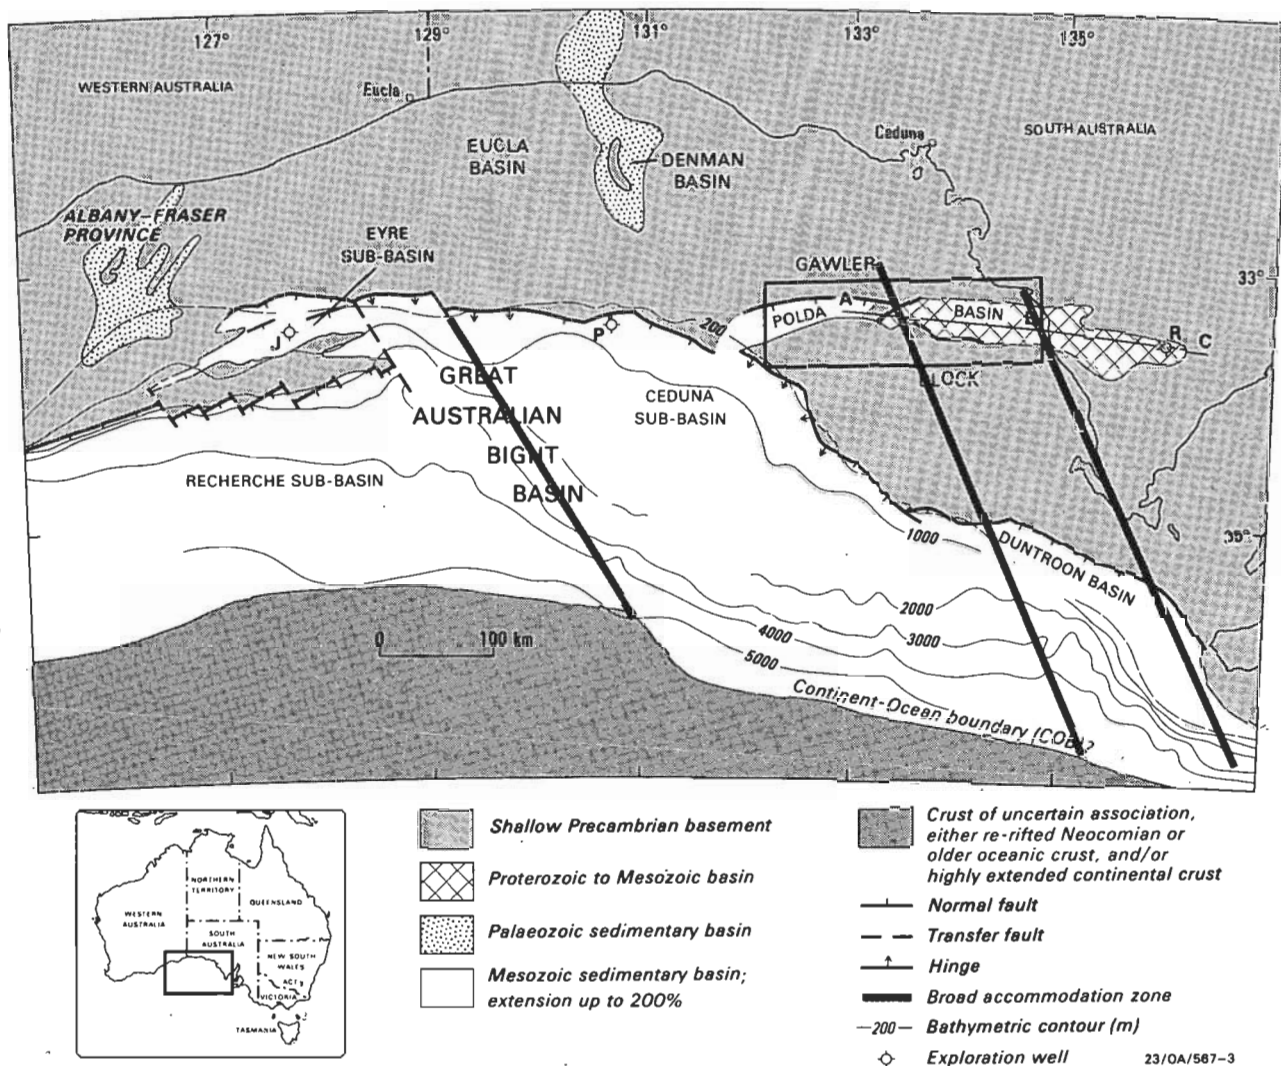 127°
129°
131°
133°
135°
WESTERN AUSTRALIA
Eucla
EUCLA
BASIN
DENMAN
BASIN
Ceduna
SOUTH AUSTRALIA
ALBANY-FRASER
PROVINCE
EYRE
SUB-BASIN
GAWLER
33°
A
POLDA
BASIN
R
C
BLOCK
J
P
200
GREAT
AUSTRALIAN
BIGHT
BASIN
CEDUNA
SUB-BASIN
RECHERCHE SUB-BASIN
1000
DUNTROON BASIN
35°
2000
3000
4000
5000
0 100 km
Continent-Ocean boundary (COB)?
WESTERN
AUSTRALIA
NORTHERN
TERRITORY
QUEENSLAND
SOUTH
AUSTRALIA
NEW SOUTH
WALES
ACT
VICTORIA
TASMANIA
Shallow Precambrian basement
Proterozoic to Mesozoic basin
Palaeozoic sedimentary basin
Mesozoic sedimentary basin;
extension up to 200%
Crust of uncertain association,
either re-rifted Neocomian or
older oceanic crust, and/or
highly extended continental crust
Normal fault
Transfer fault
Hinge
Broad accommodation zone
—200— Bathymetric contour (m)
Exploration well
23/OA/567-3